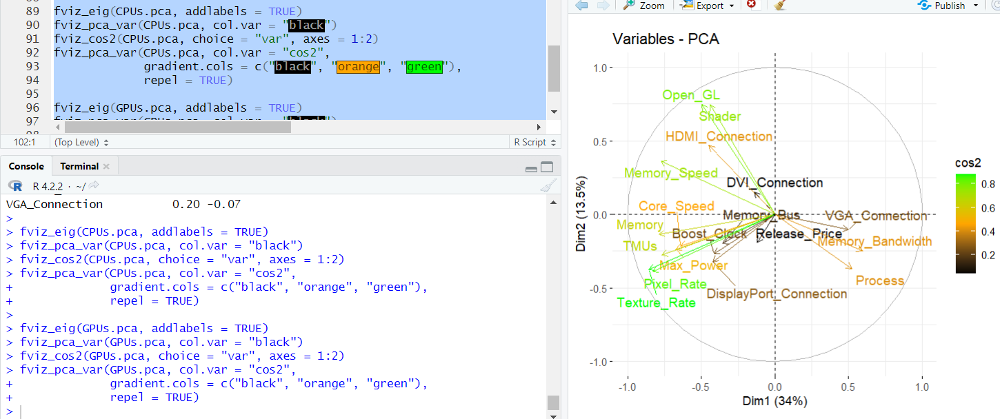 89 fviz_eig(CPUs.pca, addlabels = TRUE)
90 fviz_pca_var(CPUs.pca, col.var = "black")
91 fviz_cos2(CPUs.pca, choice = "var", axes = 1:2)
92 fviz_pca_var(CPUs.pca, col.var = "cos2",
93 gradient.cols = c("black", "orange", "green"),
94 repel = TRUE)
95
96 fviz_eig(GPUs.pca, addlabels = TRUE)
97
102:1 (Top Level) R Script
Console Terminal
R 4.2.2 · ~/
VGA_Connection 0.20 -0.07
>
> fviz_eig(CPUs.pca, addlabels = TRUE)
> fviz_pca_var(CPUs.pca, col.var = "black")
> fviz_cos2(CPUs.pca, choice = "var", axes = 1:2)
> fviz_pca_var(CPUs.pca, col.var = "cos2",
+ gradient.cols = c("black", "orange", "green"),
+ repel = TRUE)
>
> fviz_eig(GPUs.pca, addlabels = TRUE)
> fviz_pca_var(GPUs.pca, col.var = "black")
> fviz_cos2(GPUs.pca, choice = "var", axes = 1:2)
> fviz_pca_var(GPUs.pca, col.var = "cos2",
+ gradient.cols = c("black", "orange", "green"),
+ repel = TRUE)
>
Zoom Export Publish
Variables - PCA
1.0
0.5
0.0
-0.5
-1.0
Dim2 (13.5%)
Open_GL
Shader
HDMI_Connection
Memory_Speed
DVI_Connection
Core_Speed
Memory_Bus
VGA_Connection
Memory
Boost_Clock
Release_Price
TMUs
Memory_Bandwidth
Max_Power
Process
Pixel_Rate
DisplayPort_Connection
Texture_Rate
-1.0 -0.5 0.0 0.5 1.0
Dim1 (34%)
cos2
0.8
0.6
0.4
0.2